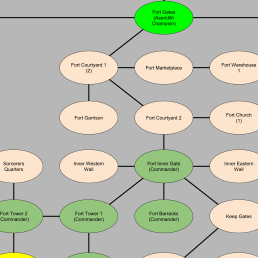 Fort Gates
(Asendith
Champion)
Fort Courtyard 1
(2)
Fort Marketplace
Fort Warehouse
1
Fort Garrison
Fort Courtyard 2
Fort Church
(1)
Sorcerers
Quarters
Inner Western
Wall
Fort Inner Gate
(Commander)
Inner Eastern
Wall
Fort Tower 2
(Commander)
Fort Tower 1
(Commander)
Fort Barracks
(Commander)
Keep Gates